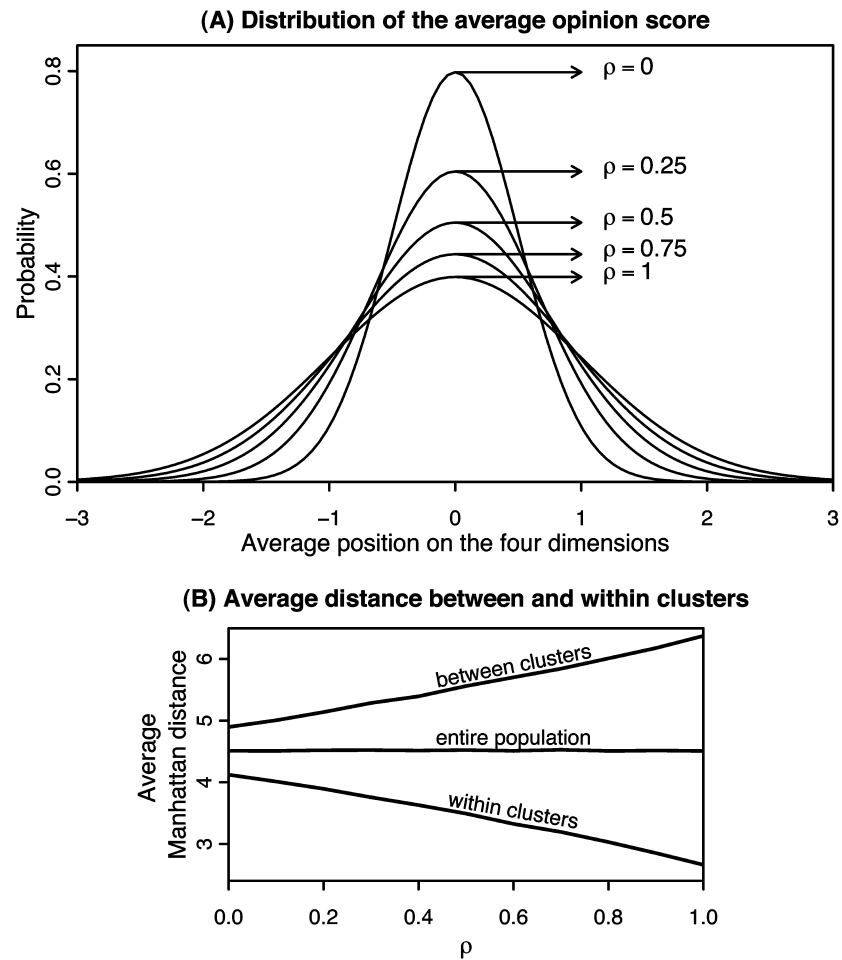 (A) Distribution of the average opinion score
Probability
0.8
0.6
0.4
0.2
0.0
ρ = 0
ρ = 0.25
ρ = 0.5
ρ = 0.75
ρ = 1
−3 −2 −1 0 1 2 3
Average position on the four dimensions
(B) Average distance between and within clusters
Average
Manhattan distance
6
5
4
3
between clusters
entire population
within clusters
0.0 0.2 0.4 0.6 0.8 1.0
ρ